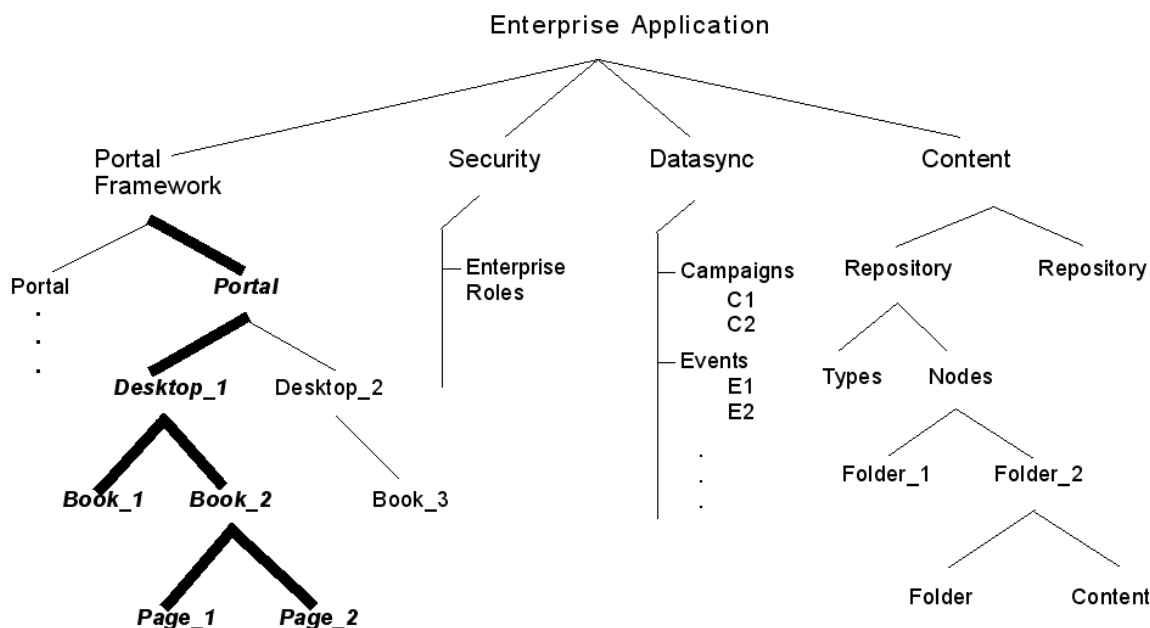 Enterprise Application
Portal
Framework
Security
Datasync
Content
Portal
Portal
Enterprise
Roles
Campaigns
C1
C2
Repository
Repository
Desktop_1
Desktop_2
Events
E1
E2
Types
Nodes
Book_1
Book_2
Book_3
Folder_1
Folder_2
Page_1
Page_2
Folder
Content